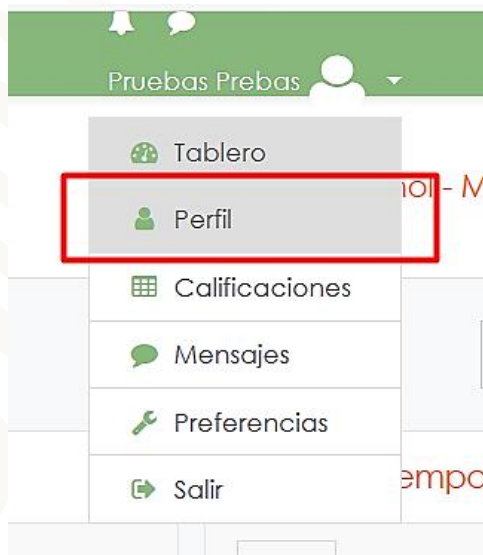 Pruebas Prebas
Tablero
Perfil
Calificaciones
Mensajes
Preferencias
Salir